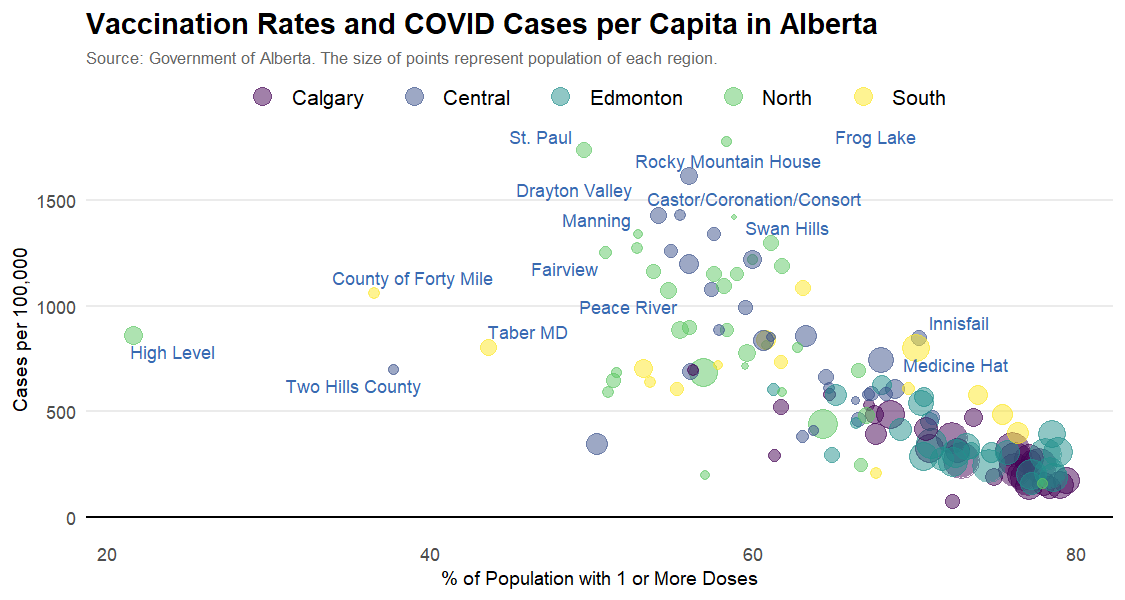 Vaccination Rates and COVID Cases per Capita in Alberta
Source: Government of Alberta. The size of points represent population of each region.
Calgary Central Edmonton North South
St. Paul
Frog Lake
Rocky Mountain House
Drayton Valley
Castor/Coronation/Consort
Manning
Swan Hills
Fairview
County of Forty Mile
Peace River
Innisfail
Taber MD
High Level
Medicine Hat
Two Hills County
Cases per 100,000
1500
1000
500
0
20 40 60 80
% of Population with 1 or More Doses